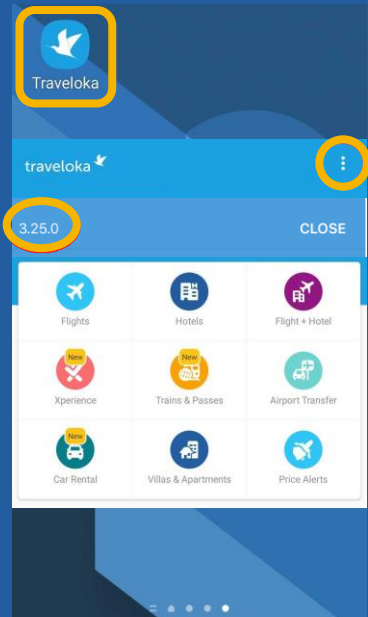 Traveloka
traveloka
3.25.0 CLOSE
Flights Hotels Flight + Hotel
New New
Xperience Trains & Passes Airport Transfer
New
Car Rental Villas & Apartments Price Alerts